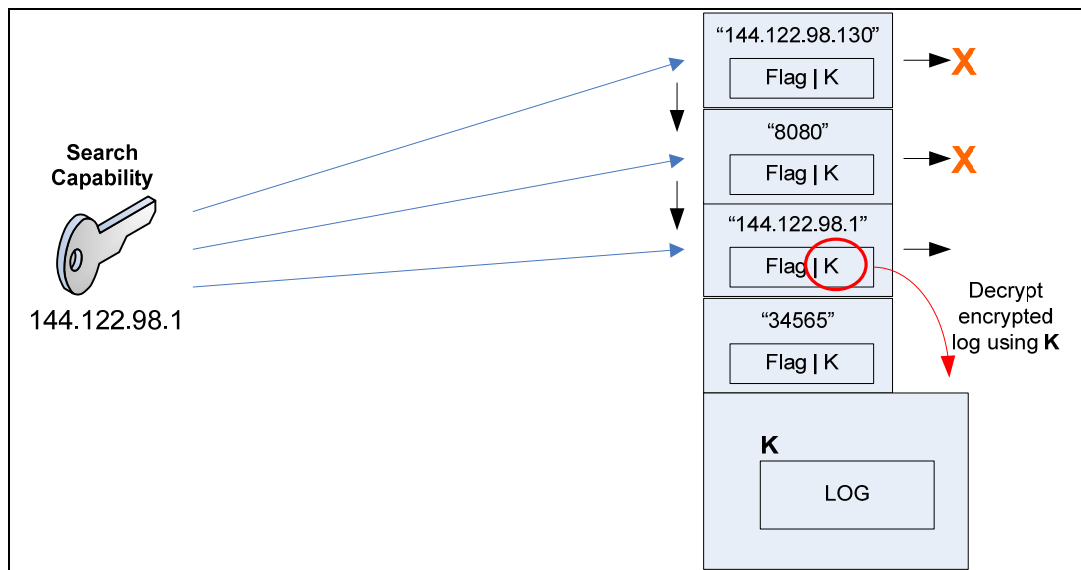 Search
Capability
144.122.98.1
“144.122.98.130”
Flag | K
X
“8080”
Flag | K
X
“144.122.98.1”
Flag | K
Decrypt
encrypted
log using K
“34565”
Flag | K
K
LOG